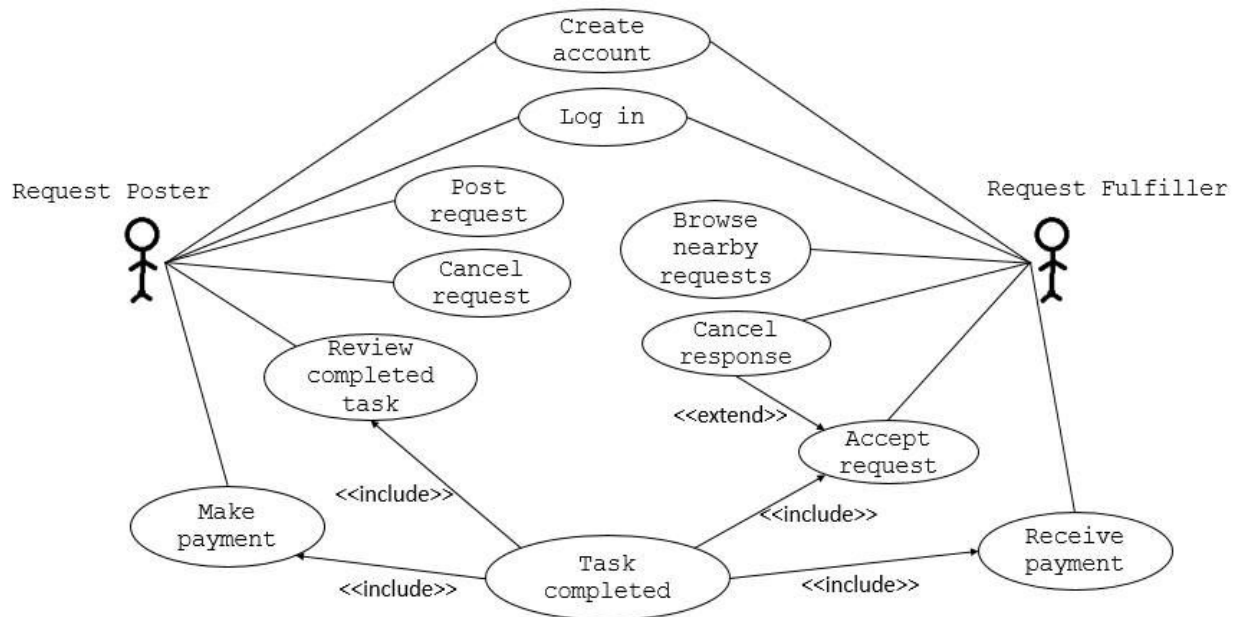 Create
account
Log in
Request Poster
Request Fulfiller
Post
request
Browse
nearby
requests
Cancel
request
Cancel
response
Review
completed
task
<<extend>>
Accept
request
<<include>>
<<include>>
Make
payment
Receive
payment
Task
completed
<<include>>
<<include>>